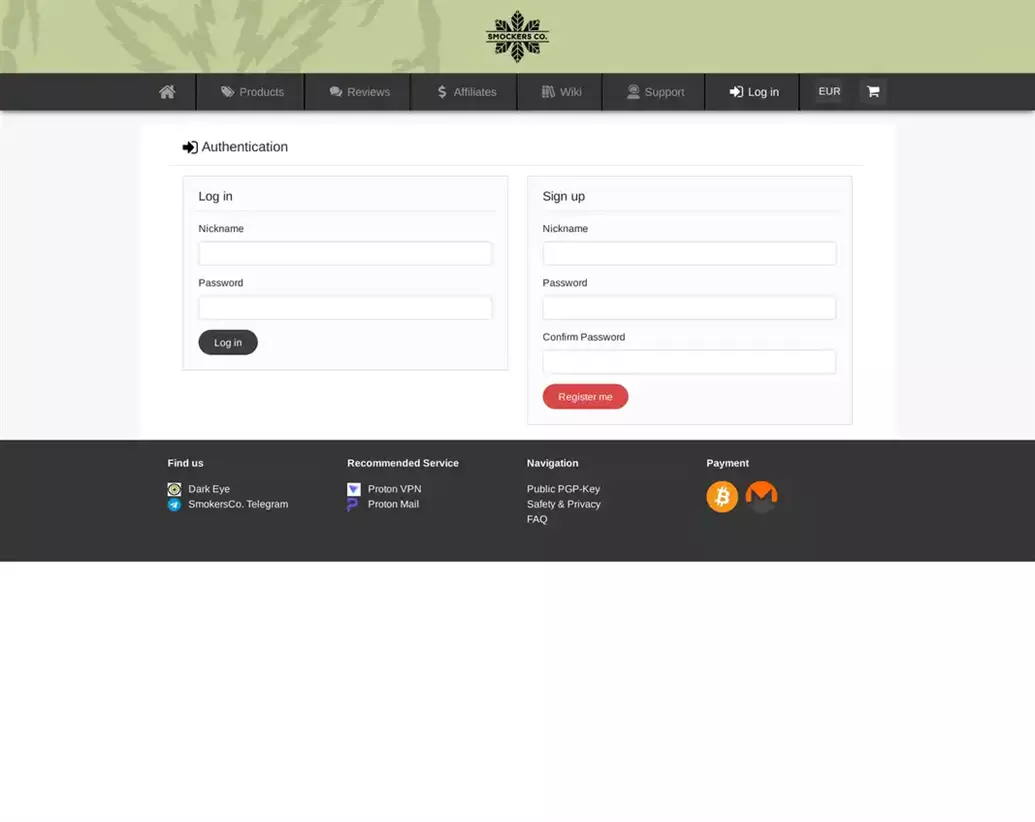 SMOCKERS CO.
Products
Reviews
Affiliates
Wiki
Support
Log in
EUR
Authentication
Log in
Nickname
Password
Log in
Sign up
Nickname
Password
Confirm Password
Register me
Find us
Dark Eye
SmokersCo. Telegram
Recommended Service
Proton VPN
Proton Mail
Navigation
Public PGP-Key
Safety & Privacy
FAQ
Payment